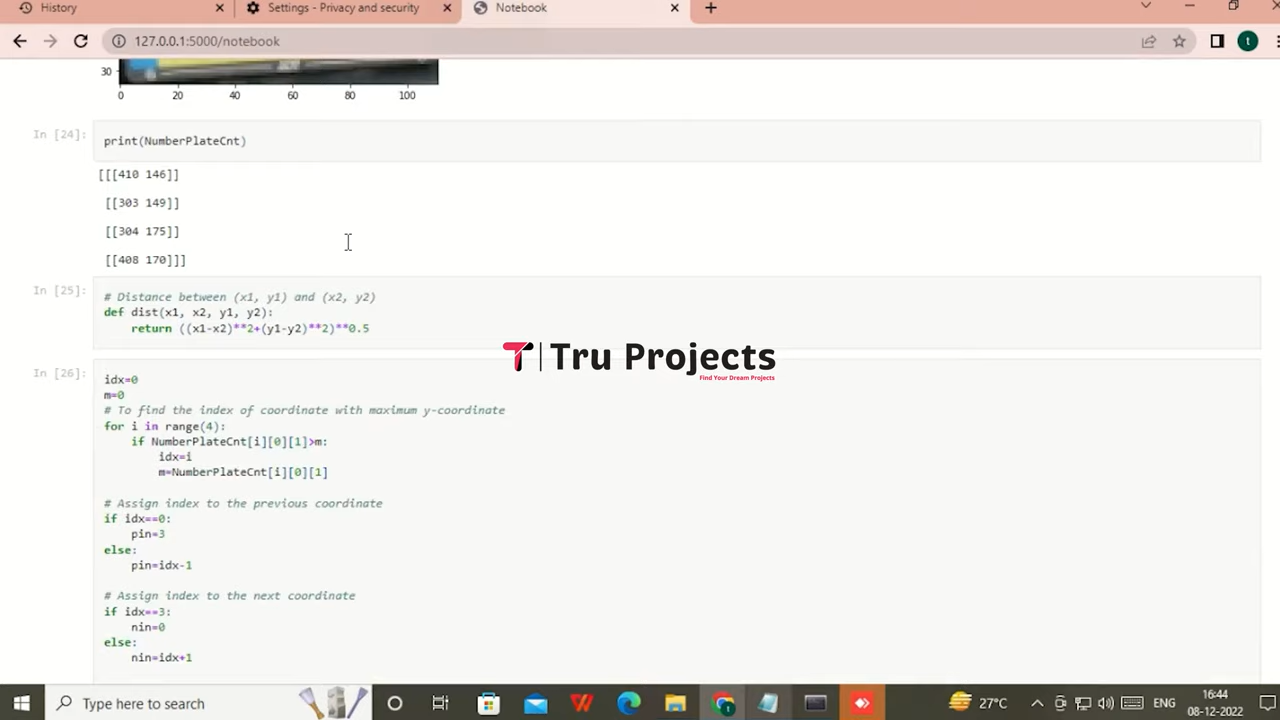 History
Settings - Privacy and security
Notebook
127.0.0.1:5000/notebook
t
30
0 20 40 60 80 100
In [24]:
print(NumberPlateCnt)
[[[410 146]]
[[303 149]]
[[304 175]]
[[408 170]]]
In [25]:
# Distance between (x1, y1) and (x2, y2)
def dist(x1, x2, y1, y2):
return ((x1-x2)**2+(y1-y2)**2)**0.5
T | Tru Projects
Find Your Dream Projects
In [26]:
idx=0
m=0
# To find the index of coordinate with maximum y-coordinate
for i in range(4):
if NumberPlateCnt[i][0][1]>m:
idx=i
m=NumberPlateCnt[i][0][1]
# Assign index to the previous coordinate
if idx==0:
pin=3
else:
pin=idx-1
# Assign index to the next coordinate
if idx==3:
nin=0
else:
nin=idx+1
Type here to search
27°C
ENG
16:44
08-12-2022